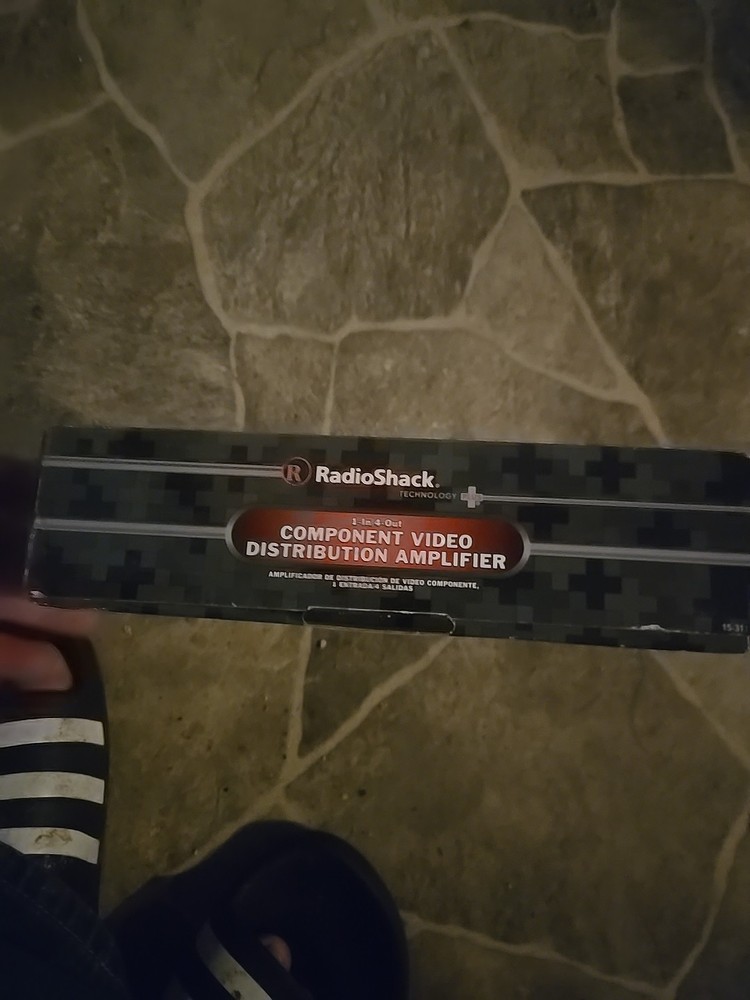 R RadioShack.
TECHNOLOGY
1-In 4-Out
COMPONENT VIDEO
DISTRIBUTION AMPLIFIER
AMPLIFICADOR DE DISTRIBUCIÓN DE VIDEO COMPONENTE,
1 ENTRADA/4 SALIDAS